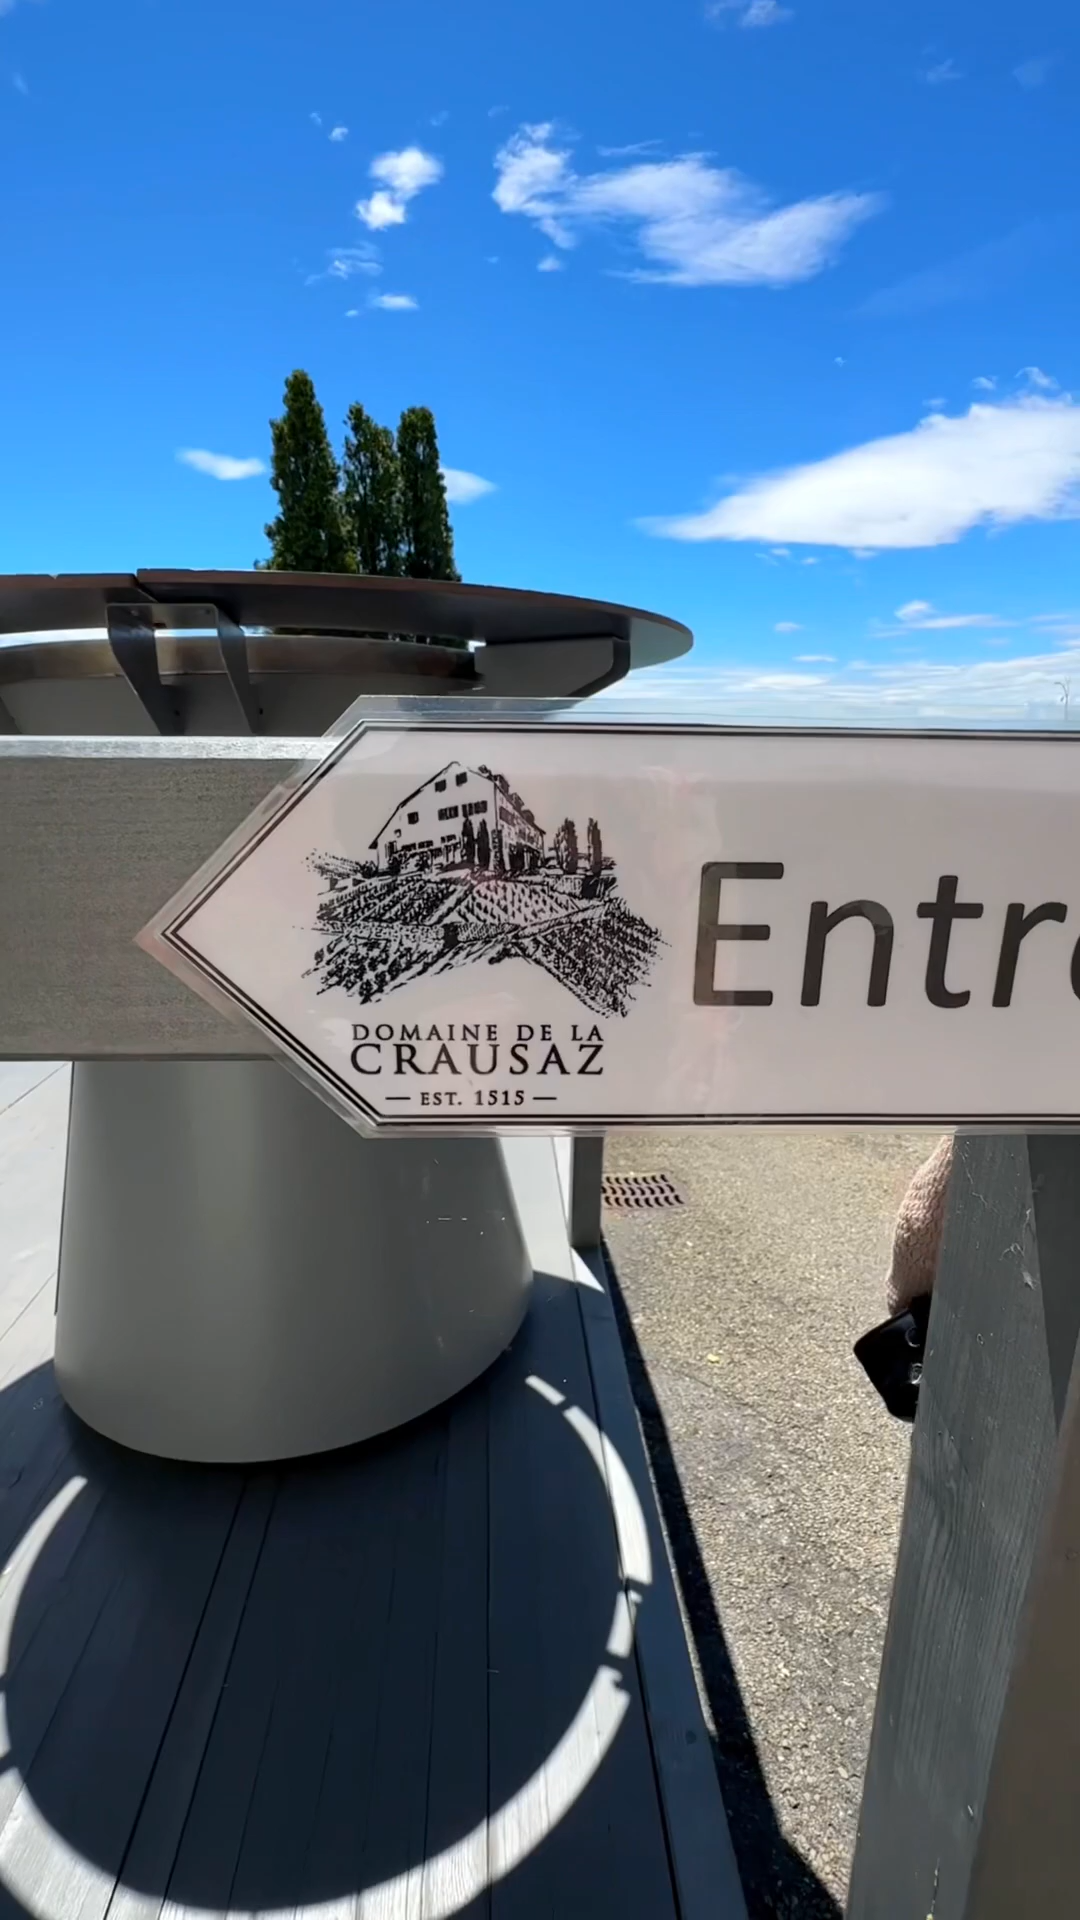 DOMAINE DE LA
CRAUSAZ
— EST. 1515 —
Entr